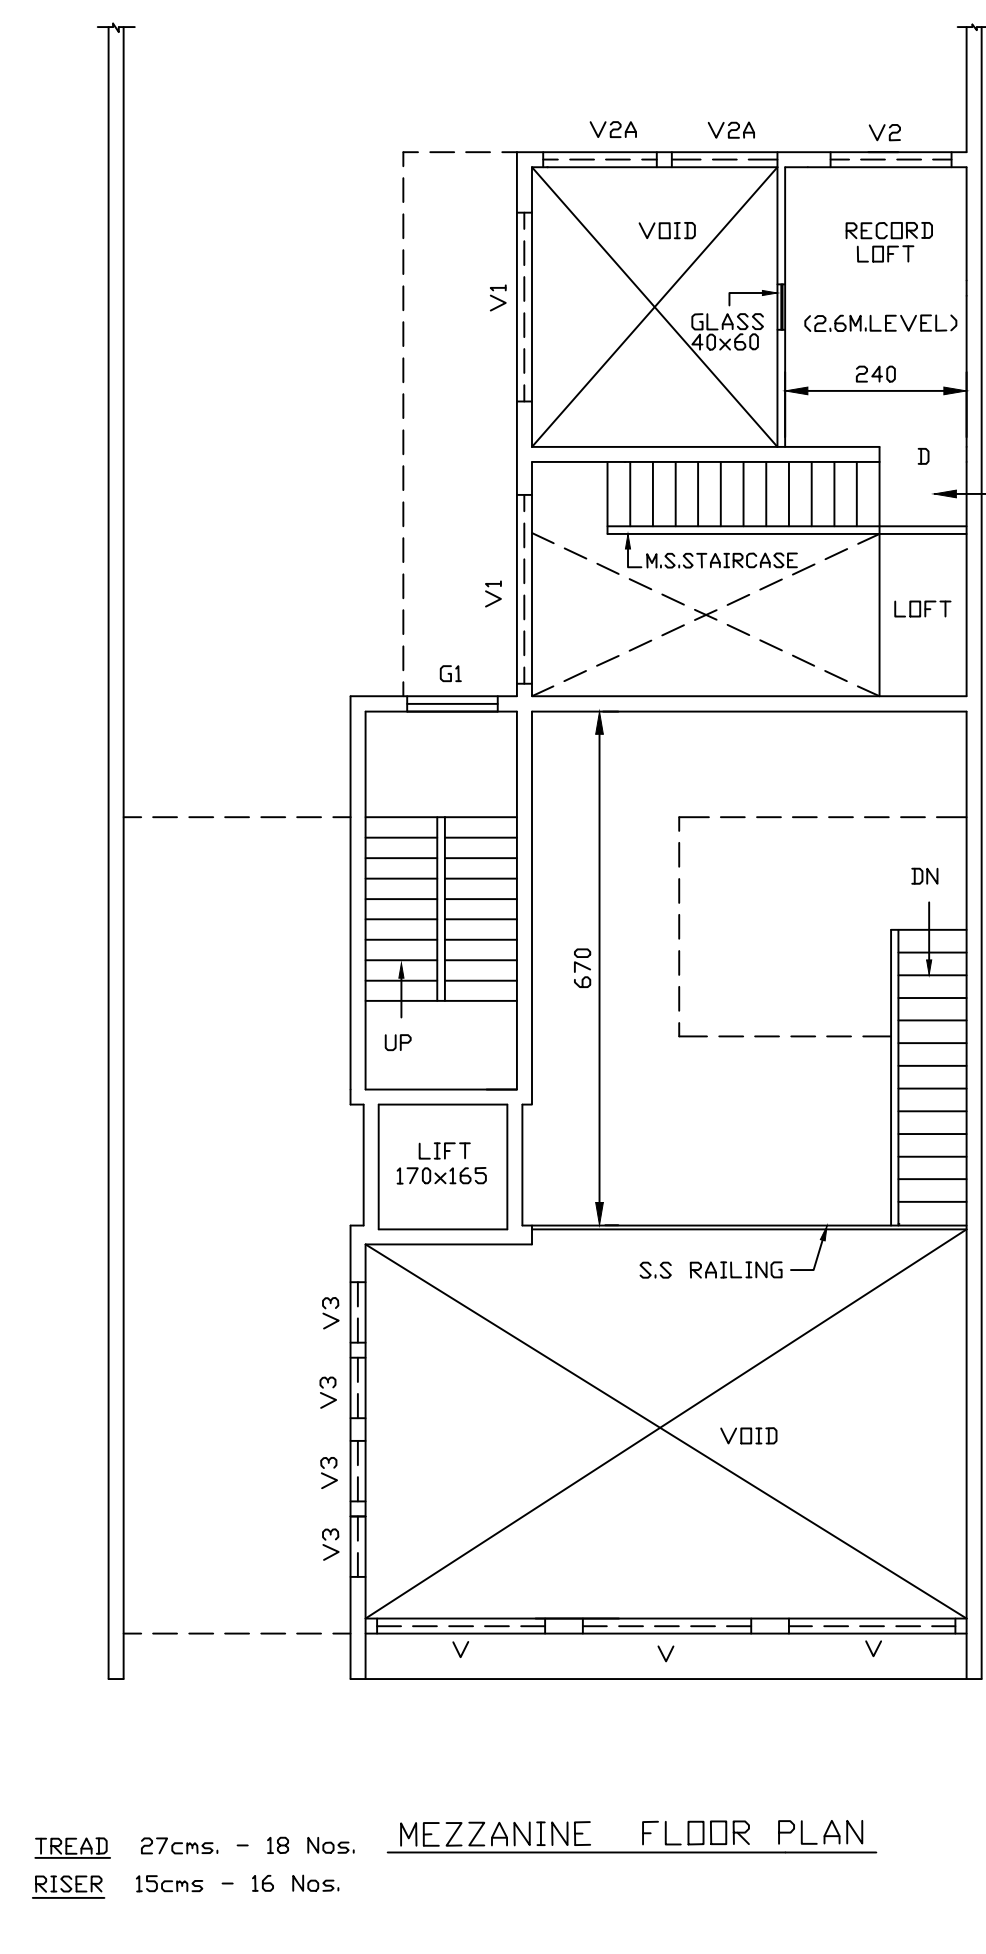 V2A V2A V2
VOID
RECORD
LOFT
V1
GLASS
40x60
(2.6M.LEVEL)
240
D
M.S.STAIRCASE
V1
LOFT
G1
DN
670
UP
LIFT
170x165
S.S RAILING
V3
V3
VOID
V3
V3
V V V
MEZZANINE FLOOR PLAN
TREAD 27cms. - 18 Nos.
RISER 15cms - 16 Nos.